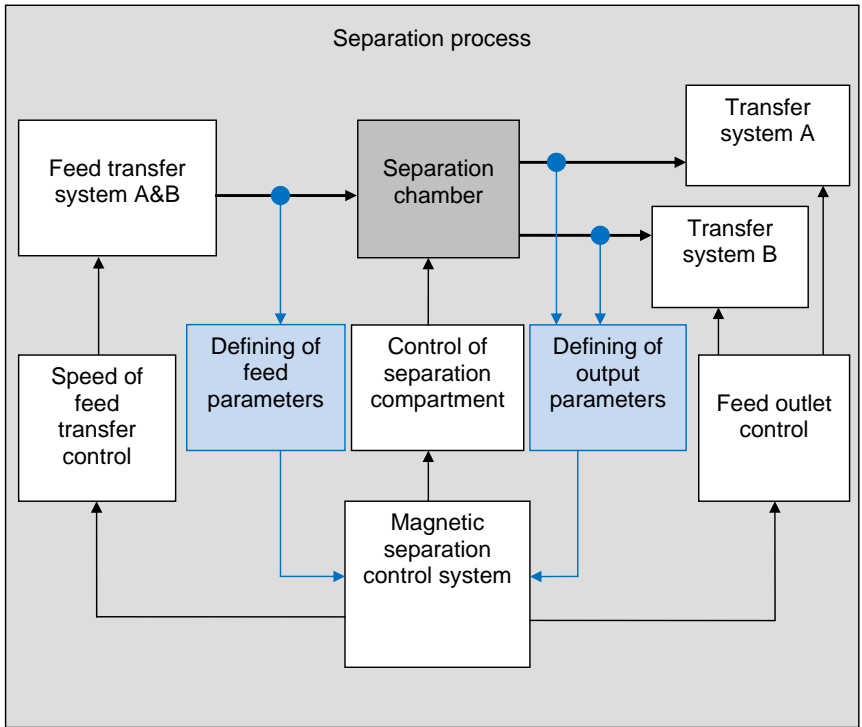 Separation process
Feed transfer
system A&B
Separation
chamber
Transfer
system A
Transfer
system B
Speed of
feed
transfer
control
Defining of
feed
parameters
Control of
separation
compartment
Defining of
output
parameters
Feed outlet
control
Magnetic
separation
control system